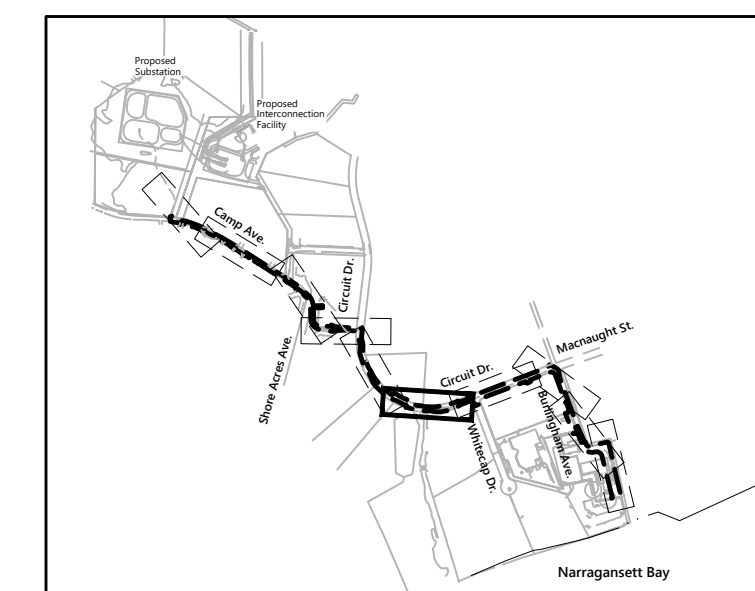 Proposed
Substation
Proposed
Interconnection
Facility
Camp Ave.
Circuit Dr.
Shore Acres Ave.
Macnaught St.
Circuit Dr.
Burlingham Ave.
Whitecap Dr.
Narragansett Bay